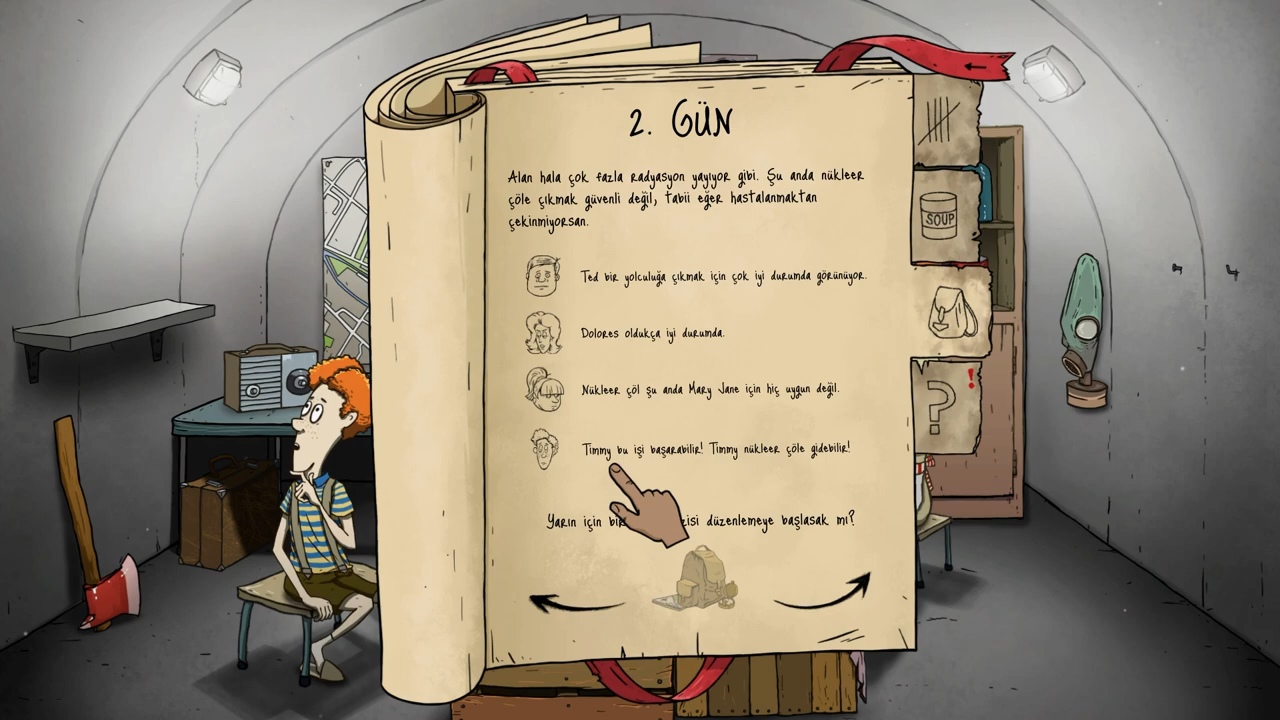 2. GÜN
Alan hala çok fazla radyasyon yayıyor gibi. Şu anda nükleer
çöle çıkmak güvenli değil, tabii eğer hastalanmaktan
çekinmiyorsan.
SOUP
Ted bir yolculuğa çıkmak için çok iyi durumda görünüyor.
Dolores oldukça iyi durumda.
Nükleer çöl şu anda Mary Jane için hiç uygun değil.
Timmy bu işi başarabilir! Timmy nükleer çöle gidebilir!
Yarın için düzenlemeye başlasak mı?